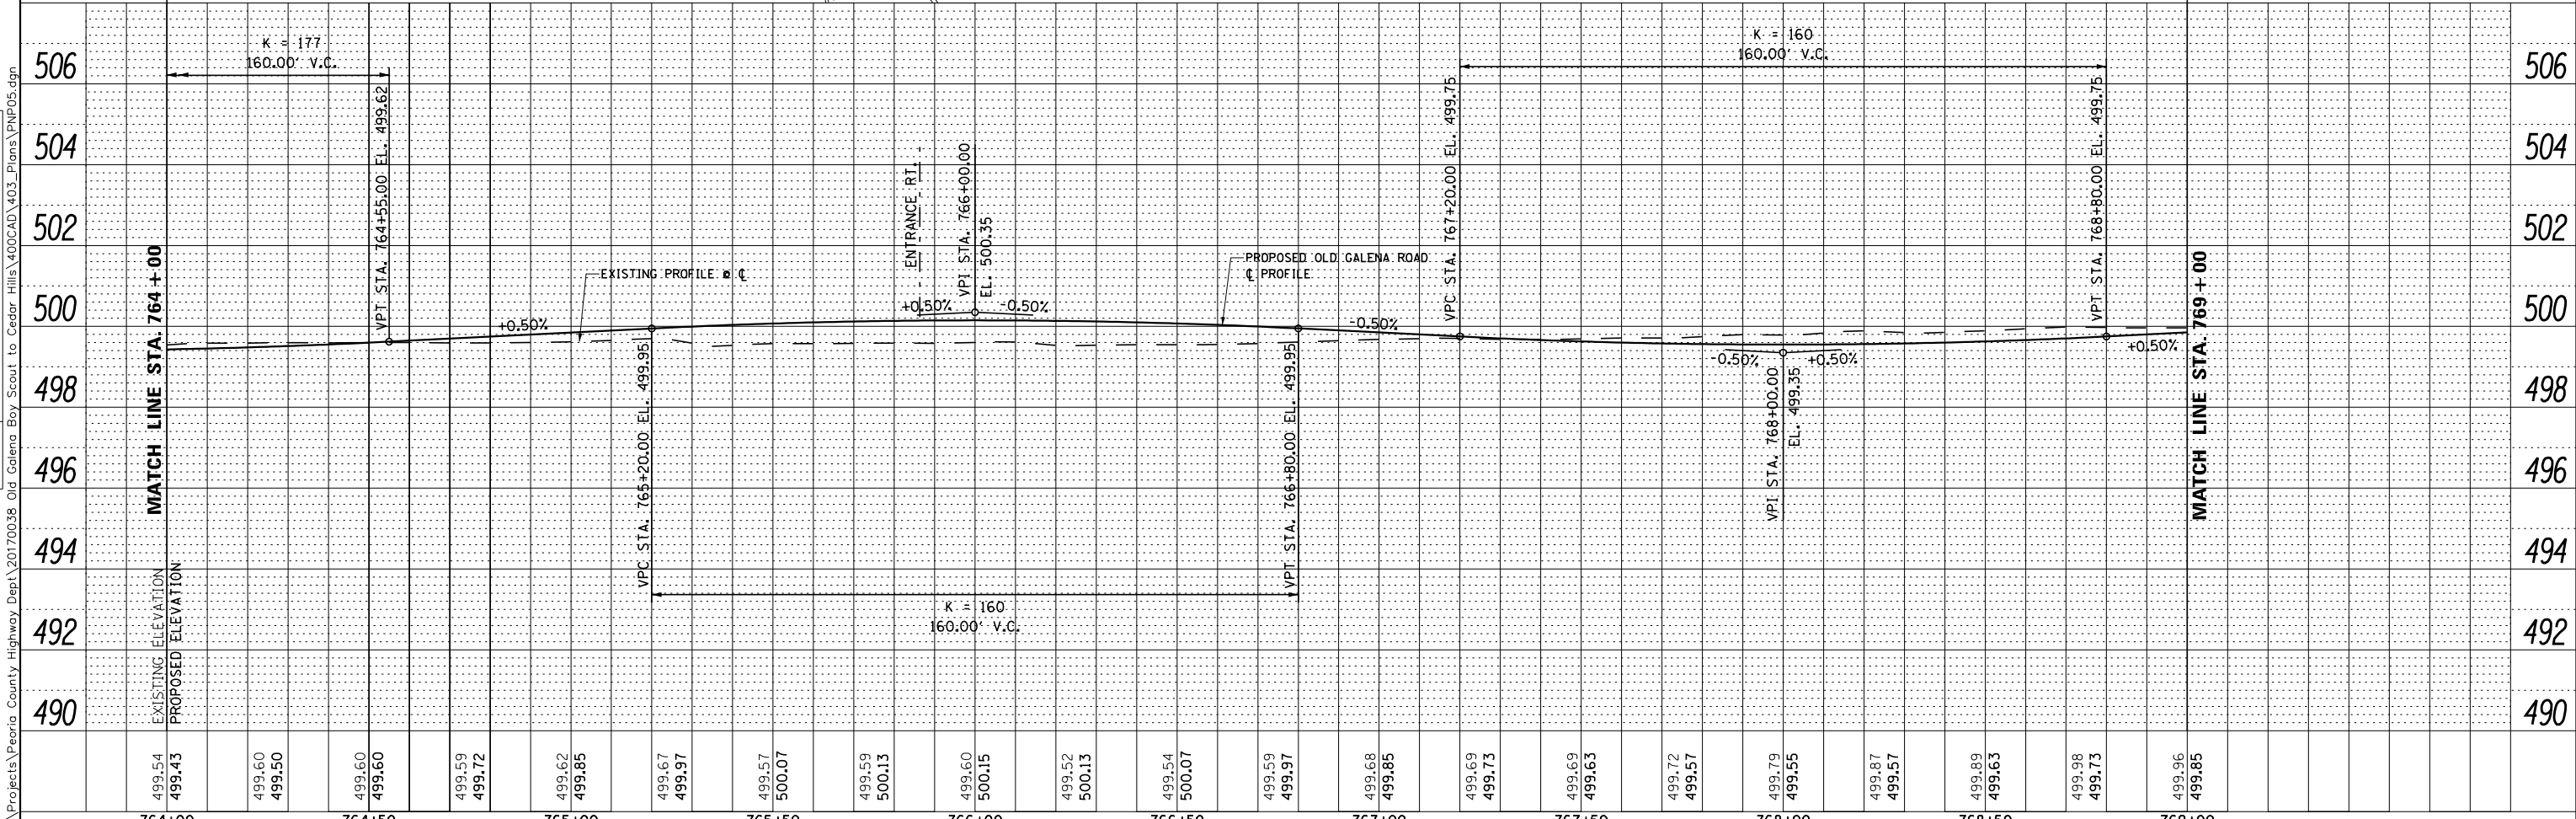 K = 177
160.00' V.C.
K = 160
160.00' V.C.
506
506
504
504
502
502
500
500
498
498
496
496
494
494
492
492
490
490
\Projects\Peoria County Highway Dept\20170038 Old Galena Boy Scout to Cedar Hills\400CAD\403_Plans\PNP05.dgn
MATCH LINE STA. 764+00
EXISTING ELEVATION
PROPOSED ELEVATION
VPT STA. 764+55.00 EL. 499.62
+0.50%
EXISTING PROFILE @ ℄
VPC STA. 765+20.00 EL. 499.95
ENTRANCE RT.
VPI STA. 766+00.00
EL. 500.35
+0.50%
-0.50%
K = 160
160.00' V.C.
PROPOSED OLD GALENA ROAD
℄ PROFILE
VPT STA. 766+80.00 EL. 499.95
-0.50%
VPC STA. 767+20.00 EL. 499.75
-0.50%
+0.50%
VPI STA. 768+00.00
EL. 499.35
VPT STA. 768+80.00 EL. 499.75
+0.50%
MATCH LINE STA. 769+00
499.54
499.43
499.60
499.50
499.60
499.60
499.59
499.72
499.62
499.85
499.67
499.97
499.57
500.07
499.59
500.13
499.60
500.15
499.52
500.13
499.54
500.07
499.59
499.97
499.68
499.85
499.69
499.73
499.69
499.63
499.72
499.57
499.79
499.55
499.87
499.57
499.89
499.63
499.98
499.73
499.96
499.85